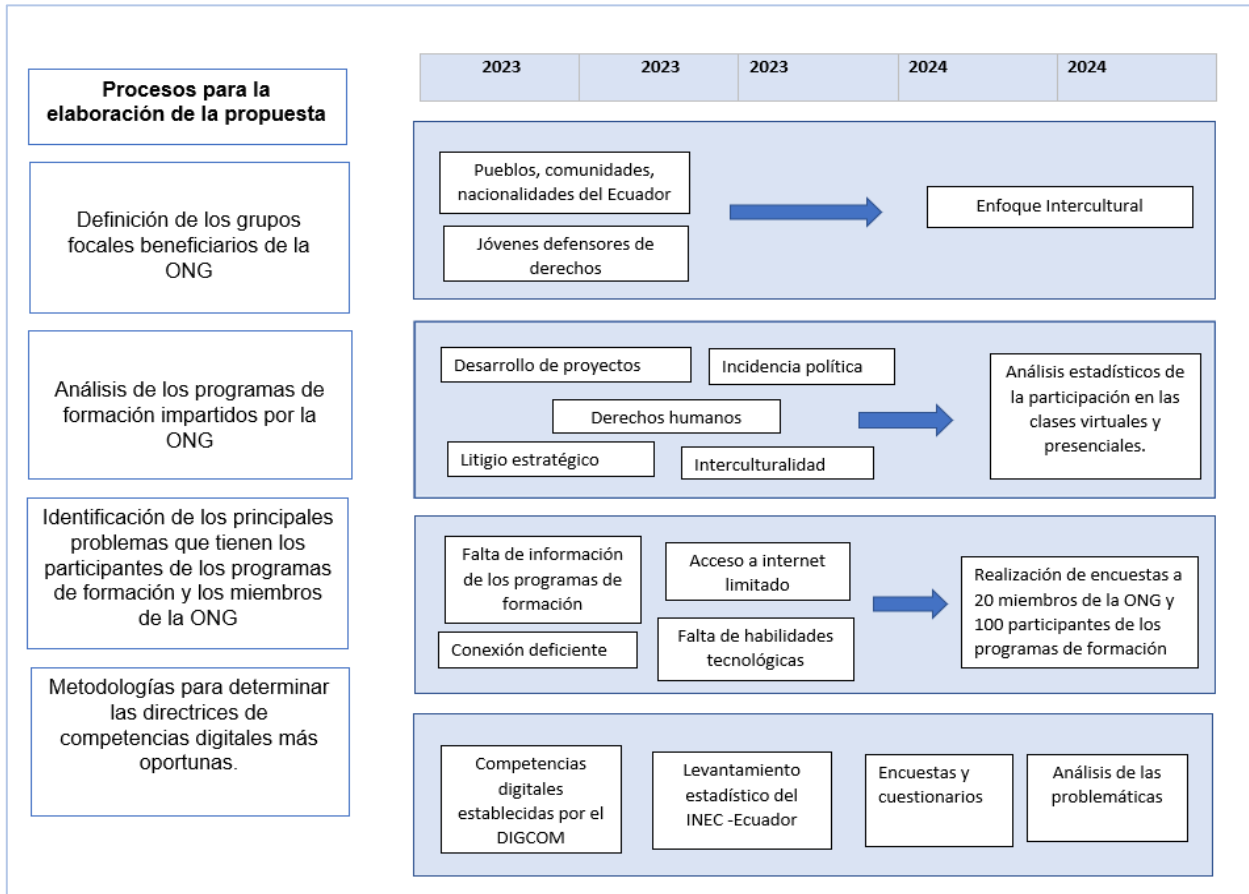 Procesos para la
elaboración de la propuesta
2023 2023 2023 2024 2024
Definición de los grupos
focales beneficiarios de la
ONG
Pueblos, comunidades,
nacionalidades del Ecuador
Jóvenes defensores de
derechos
Enfoque Intercultural
Análisis de los programas de
formación impartidos por la
ONG
Desarrollo de proyectos
Incidencia política
Derechos humanos
Litigio estratégico
Interculturalidad
Análisis estadísticos de
la participación en las
clases virtuales y
presenciales.
Identificación de los principales
problemas que tienen los
participantes de los programas
de formación y los miembros
de la ONG
Falta de información
de los programas de
formación
Acceso a internet
limitado
Conexión deficiente
Falta de habilidades
tecnológicas
Realización de encuestas a
20 miembros de la ONG y
100 participantes de los
programas de formación
Metodologías para determinar
las directrices de
competencias digitales más
oportunas.
Competencias
digitales
establecidas por el
DIGCOM
Levantamiento
estadístico del
INEC -Ecuador
Encuestas y
cuestionarios
Análisis de las
problemáticas